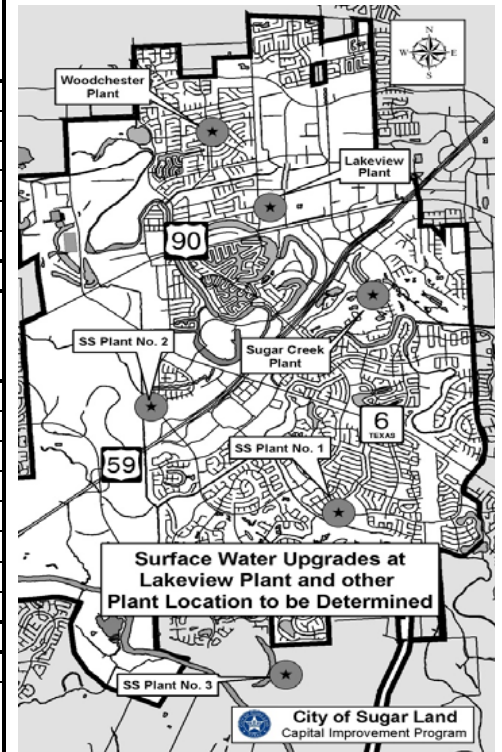 N
W E
S
Woodchester
Plant
Lakeview
Plant
90
SS Plant No. 2
Sugar Creek
Plant
6
TEXAS
SS Plant No. 1
59
Surface Water Upgrades at
Lakeview Plant and other
Plant Location to be Determined
SS Plant No. 3
City of Sugar Land
Capital Improvement Program